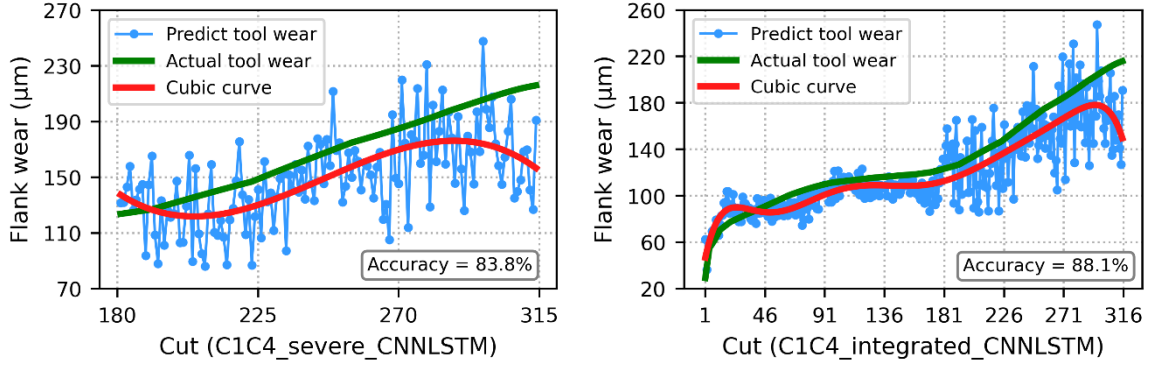 270
230
190
150
110
70
Flank wear (μm)
Predict tool wear
Actual tool wear
Cubic curve
Accuracy = 83.8%
180
225
270
315
Cut (C1C4_severe_CNNLSTM)
260
220
180
140
100
60
20
Flank wear (μm)
Predict tool wear
Actual tool wear
Cubic curve
Accuracy = 88.1%
1
46
91
136
181
226
271
316
Cut (C1C4_integrated_CNNLSTM)